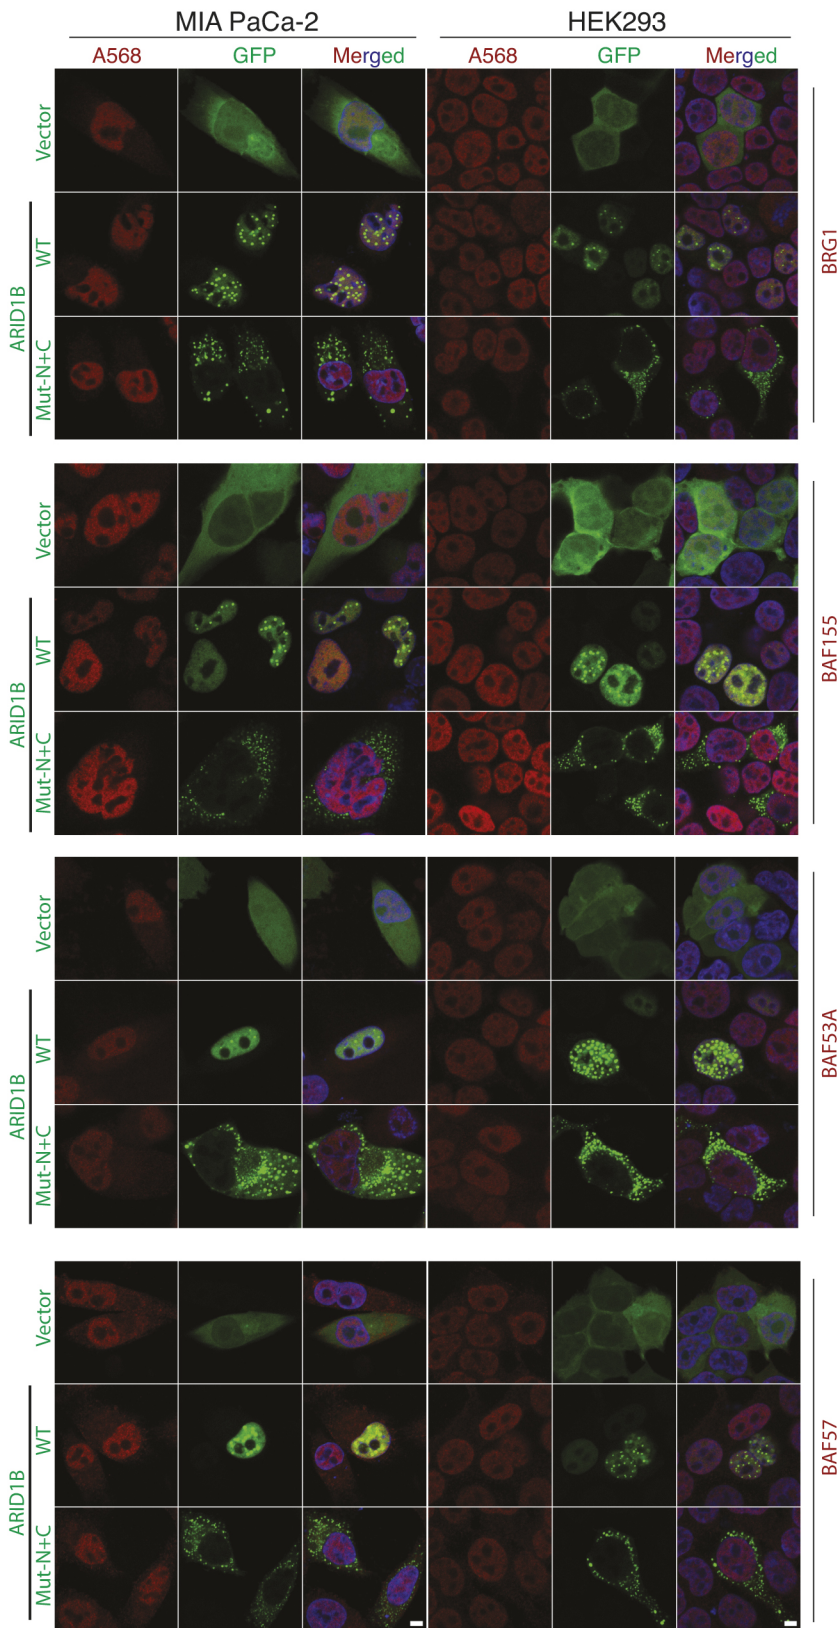 MIA PaCa-2 HEK293
A568 GFP Merged A568 GFP Merged
Vector
ARID1B
WT
Mut-N+C
BRG1
Vector
ARID1B
WT
Mut-N+C
BAF155
Vector
ARID1B
WT
Mut-N+C
BAF53A
Vector
ARID1B
WT
Mut-N+C
BAF57